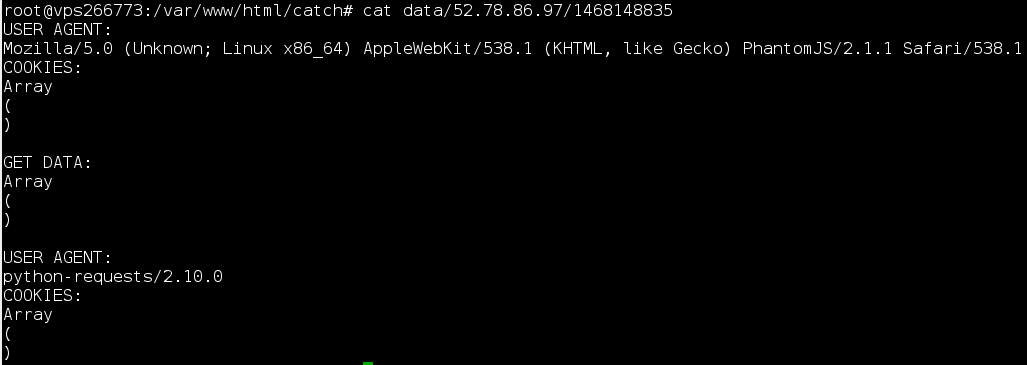 root@vps266773:/var/www/html/catch# cat data/52.78.86.97/1468148835
USER AGENT:
Mozilla/5.0 (Unknown; Linux x86_64) AppleWebKit/538.1 (KHTML, like Gecko) PhantomJS/2.1.1 Safari/538.1
COOKIES:
Array
(
)
GET DATA:
Array
(
)
USER AGENT:
python-requests/2.10.0
COOKIES:
Array
(
)